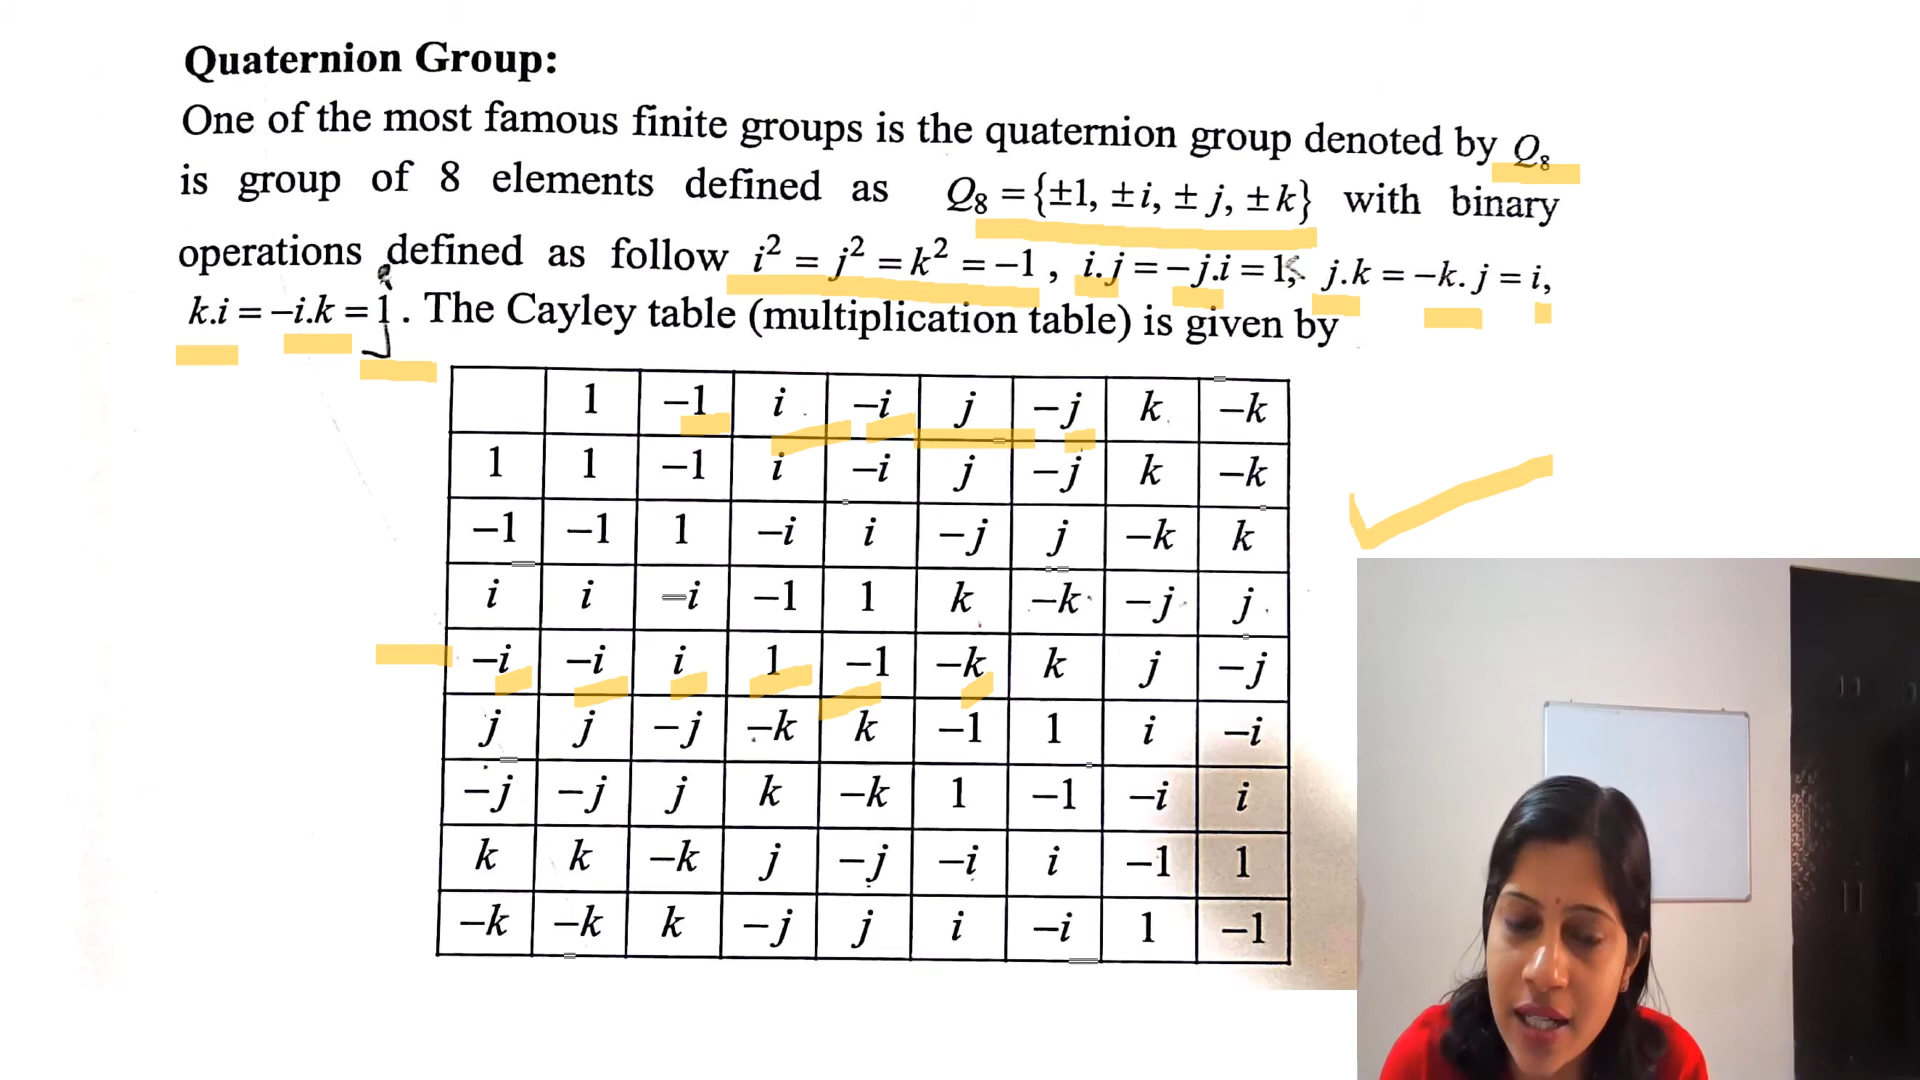 Quaternion Group:
One of the most famous finite groups is the quaternion group denoted by Q₈
is group of 8 elements defined as Q₈ = {±1, ±i, ±j, ±k} with binary
operations defined as follow i² = j² = k² = −1, i.j = −j.i = 1, j.k = −k.j = i,
k.i = −i.k = j. The Cayley table (multiplication table) is given by
1 −1 i −i j −j k −k
1 1 −1 i −i j −j k −k
−1 −1 1 −i i −j j −k k
i i −i −1 1 k −k −j j
−i −i i 1 −1 −k k j −j
j j −j −k k −1 1 i −i
−j −j j k −k 1 −1 −i i
k k −k j −j −i i −1 1
−k −k k −j j i −i 1 −1